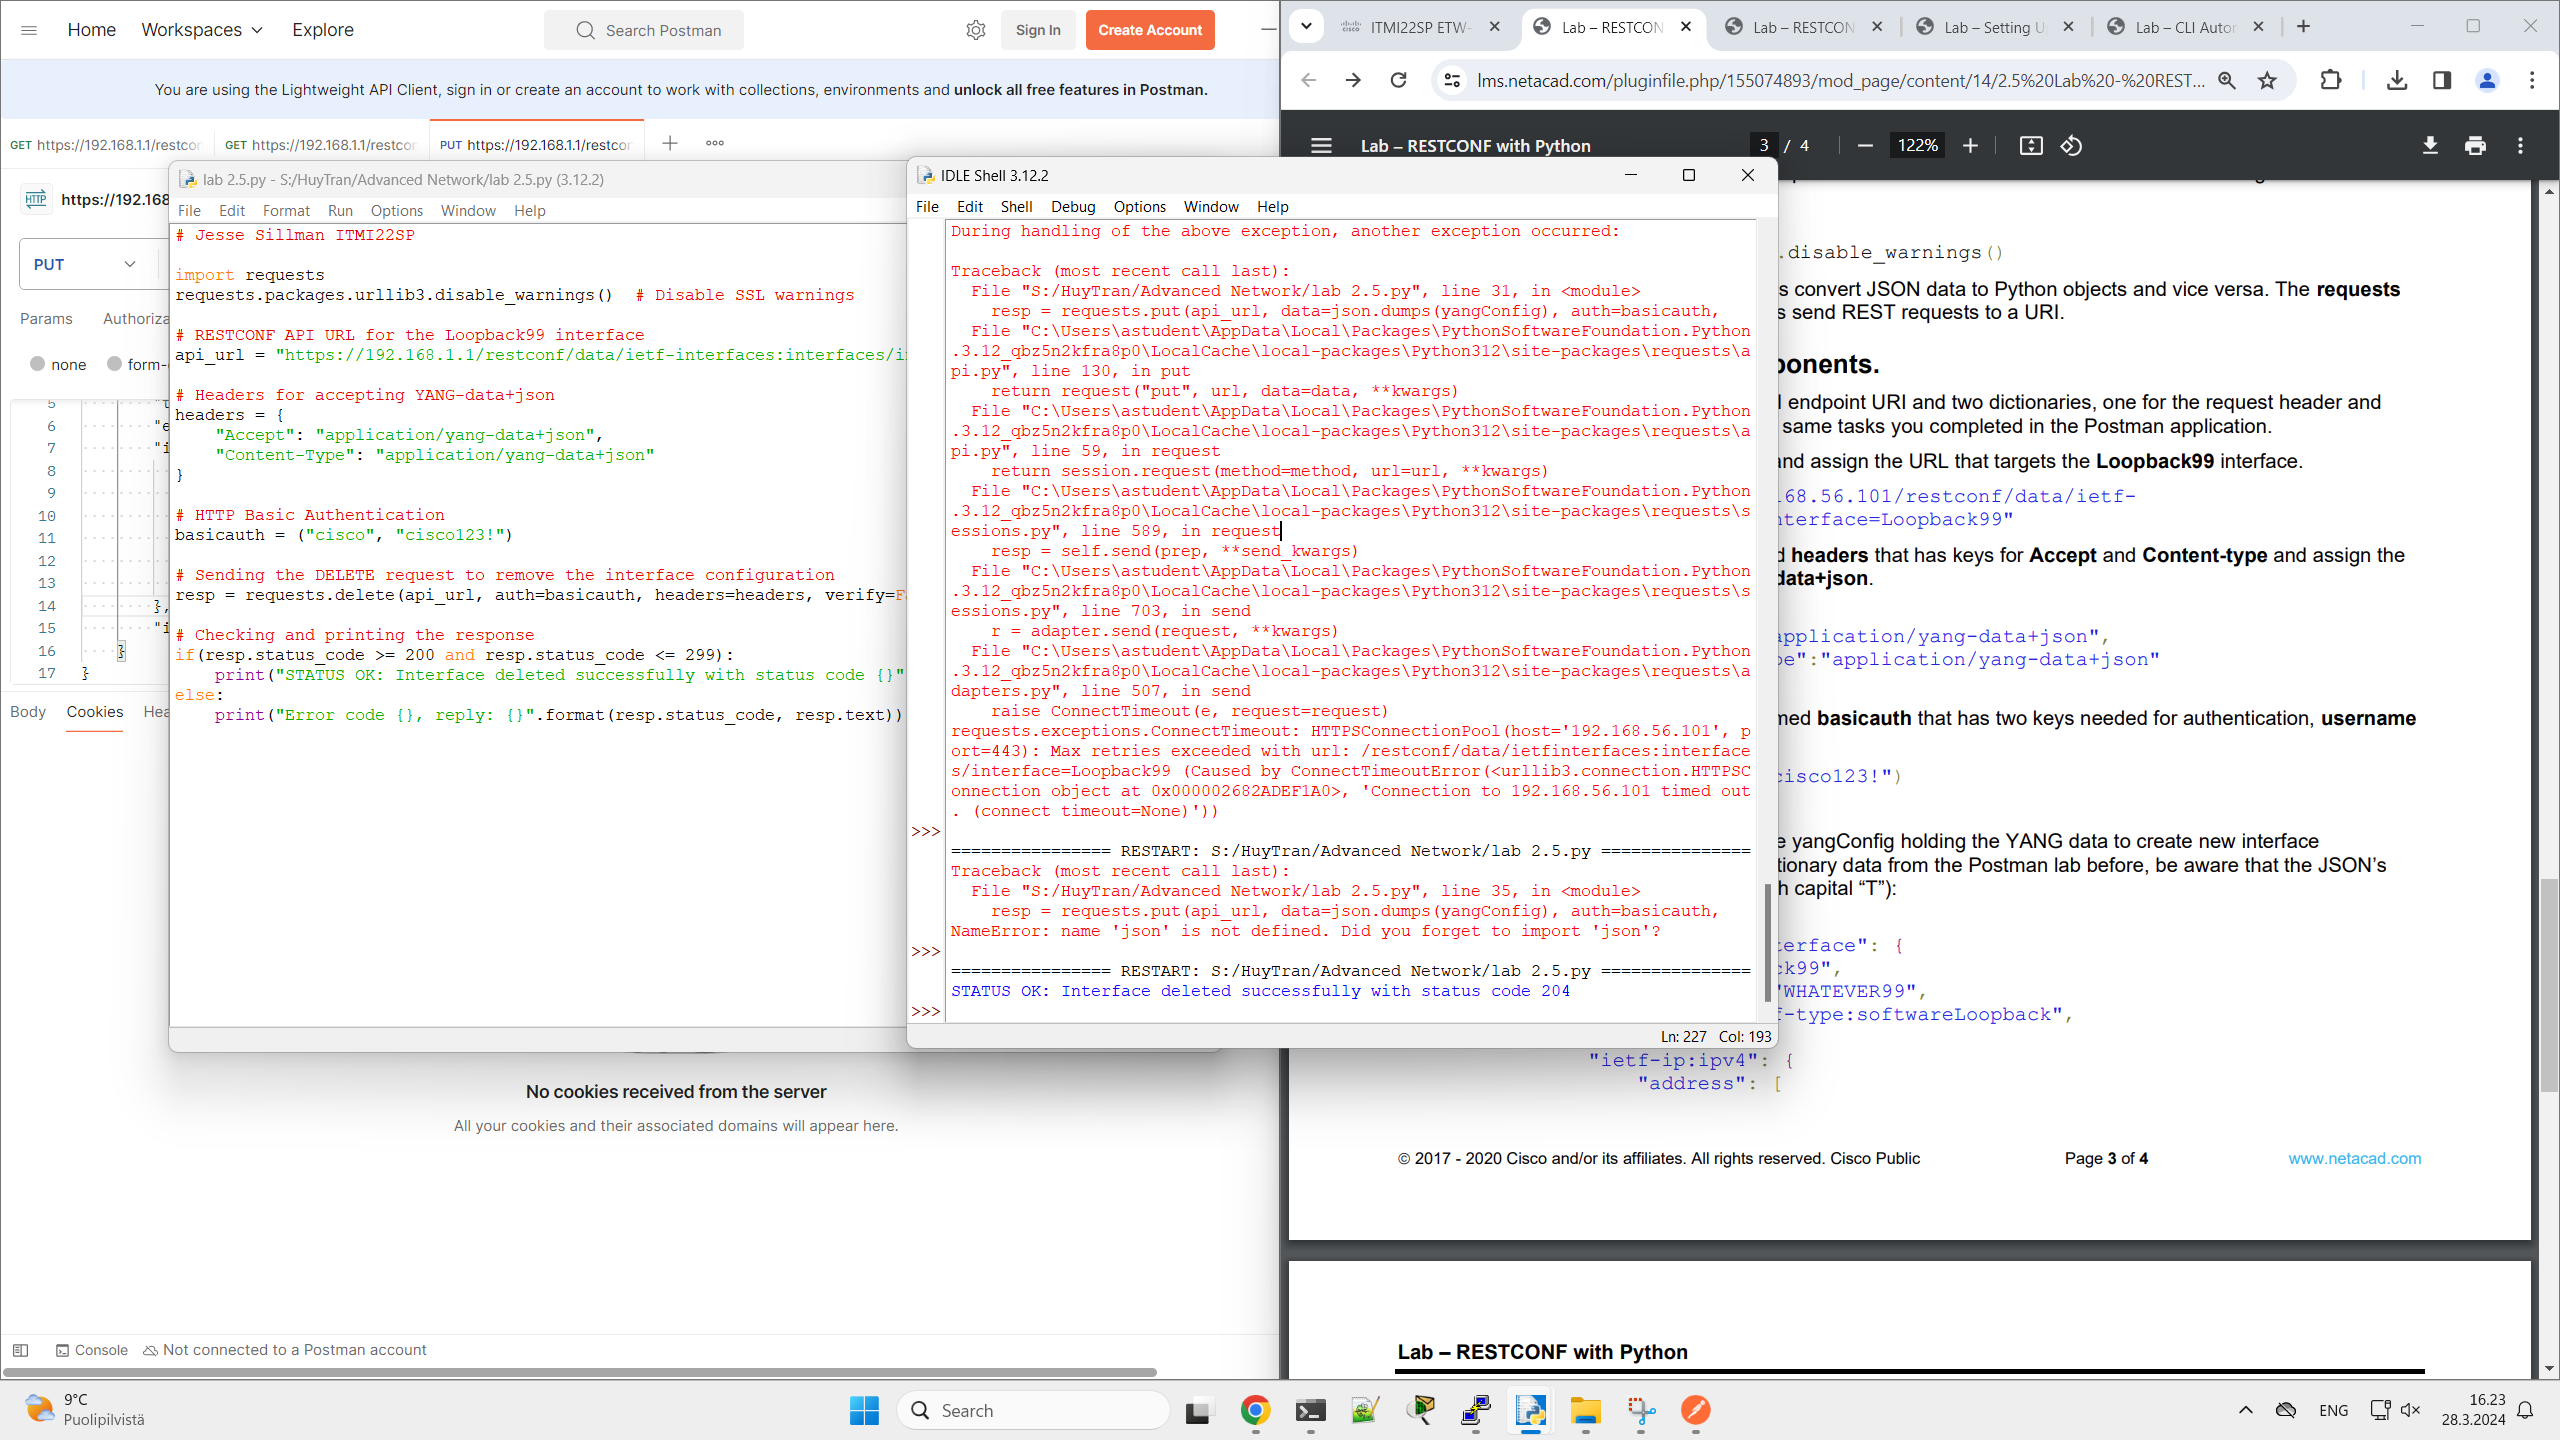 Home Workspaces Explore
Search Postman
Sign In
Create Account
You are using the Lightweight API Client, sign in or create an account to work with collections, environments and unlock all free features in Postman.
GET https://192.168.1.1/restcor
GET https://192.168.1.1/restcor
PUT https://192.168.1.1/restcor
HTTP https://192.168
PUT
Params Authoriza
none form-
5 "
6 "e
7 "i
8
9
10
11
12
13
14 },
15 "i
16 }
17 }
Body Cookies Hea
No cookies received from the server
All your cookies and their associated domains will appear here.
Console Not connected to a Postman account
lab 2.5.py - S:/HuyTran/Advanced Network/lab 2.5.py (3.12.2)
File Edit Format Run Options Window Help
# Jesse Sillman ITMI22SP
import requests
requests.packages.urllib3.disable_warnings()  # Disable SSL warnings
# RESTCONF API URL for the Loopback99 interface
api_url = "https://192.168.1.1/restconf/data/ietf-interfaces:interfaces/i
# Headers for accepting YANG-data+json
headers = {
    "Accept": "application/yang-data+json",
    "Content-Type": "application/yang-data+json"
}
# HTTP Basic Authentication
basicauth = ("cisco", "cisco123!")
# Sending the DELETE request to remove the interface configuration
resp = requests.delete(api_url, auth=basicauth, headers=headers, verify=F
# Checking and printing the response
if(resp.status_code >= 200 and resp.status_code <= 299):
    print("STATUS OK: Interface deleted successfully with status code {}"
else:
    print("Error code {}, reply: {}".format(resp.status_code, resp.text))
IDLE Shell 3.12.2
File Edit Shell Debug Options Window Help
During handling of the above exception, another exception occurred:
Traceback (most recent call last):
  File "S:/HuyTran/Advanced Network/lab 2.5.py", line 31, in <module>
    resp = requests.put(api_url, data=json.dumps(yangConfig), auth=basicauth,
  File "C:\Users\astudent\AppData\Local\Packages\PythonSoftwareFoundation.Python
.3.12_qbz5n2kfra8p0\LocalCache\local-packages\Python312\site-packages\requests\a
pi.py", line 130, in put
    return request("put", url, data=data, **kwargs)
  File "C:\Users\astudent\AppData\Local\Packages\PythonSoftwareFoundation.Python
.3.12_qbz5n2kfra8p0\LocalCache\local-packages\Python312\site-packages\requests\a
pi.py", line 59, in request
    return session.request(method=method, url=url, **kwargs)
  File "C:\Users\astudent\AppData\Local\Packages\PythonSoftwareFoundation.Python
.3.12_qbz5n2kfra8p0\LocalCache\local-packages\Python312\site-packages\requests\s
essions.py", line 589, in request
    resp = self.send(prep, **send_kwargs)
  File "C:\Users\astudent\AppData\Local\Packages\PythonSoftwareFoundation.Python
.3.12_qbz5n2kfra8p0\LocalCache\local-packages\Python312\site-packages\requests\s
essions.py", line 703, in send
    r = adapter.send(request, **kwargs)
  File "C:\Users\astudent\AppData\Local\Packages\PythonSoftwareFoundation.Python
.3.12_qbz5n2kfra8p0\LocalCache\local-packages\Python312\site-packages\requests\a
dapters.py", line 507, in send
    raise ConnectTimeout(e, request=request)
requests.exceptions.ConnectTimeout: HTTPSConnectionPool(host='192.168.56.101', p
ort=443): Max retries exceeded with url: /restconf/data/ietfinterfaces:interface
s/interface=Loopback99 (Caused by ConnectTimeoutError(<urllib3.connection.HTTPSC
onnection object at 0x000002682ADEF1A0>, 'Connection to 192.168.56.101 timed out
. (connect timeout=None)'))
>>>
================ RESTART: S:/HuyTran/Advanced Network/lab 2.5.py ===============
Traceback (most recent call last):
  File "S:/HuyTran/Advanced Network/lab 2.5.py", line 35, in <module>
    resp = requests.put(api_url, data=json.dumps(yangConfig), auth=basicauth,
NameError: name 'json' is not defined. Did you forget to import 'json'?
>>>
================ RESTART: S:/HuyTran/Advanced Network/lab 2.5.py ===============
STATUS OK: Interface deleted successfully with status code 204
>>>
Ln: 227 Col: 193
ITMI22SP ETW-
Lab – RESTCON
Lab – RESTCON
Lab – Setting U
Lab – CLI Autor
lms.netacad.com/pluginfile.php/155074893/mod_page/content/14/2.5%20Lab%20-%20REST...
Lab – RESTCONF with Python
3 / 4
122%
.disable_warnings()
s convert JSON data to Python objects and vice versa. The requests
s send REST requests to a URI.
ponents.
I endpoint URI and two dictionaries, one for the request header and
same tasks you completed in the Postman application.
and assign the URL that targets the Loopback99 interface.
68.56.101/restconf/data/ietf-
nterface=Loopback99"
d headers that has keys for Accept and Content-type and assign the
data+json.
application/yang-data+json",
pe":"application/yang-data+json"
med basicauth that has two keys needed for authentication, username
cisco123!")
e yangConfig holding the YANG data to create new interface
tionary data from the Postman lab before, be aware that the JSON’s
h capital “T”):
terface": {
ck99",
"WHATEVER99",
f-type:softwareLoopback",
"ietf-ip:ipv4": {
"address": [
© 2017 - 2020 Cisco and/or its affiliates. All rights reserved. Cisco Public
Page 3 of 4
www.netacad.com
Lab – RESTCONF with Python
9°C
Puolipilvistä
Search
ENG
16.23
28.3.2024